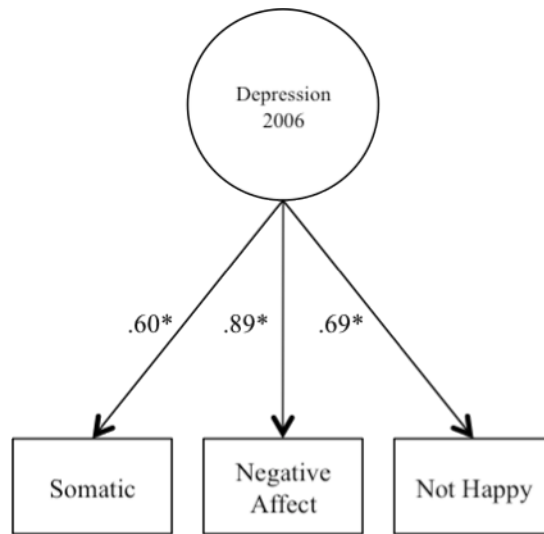 Depression
2006
.60*
.89*
.69*
Somatic
Negative
Affect
Not Happy